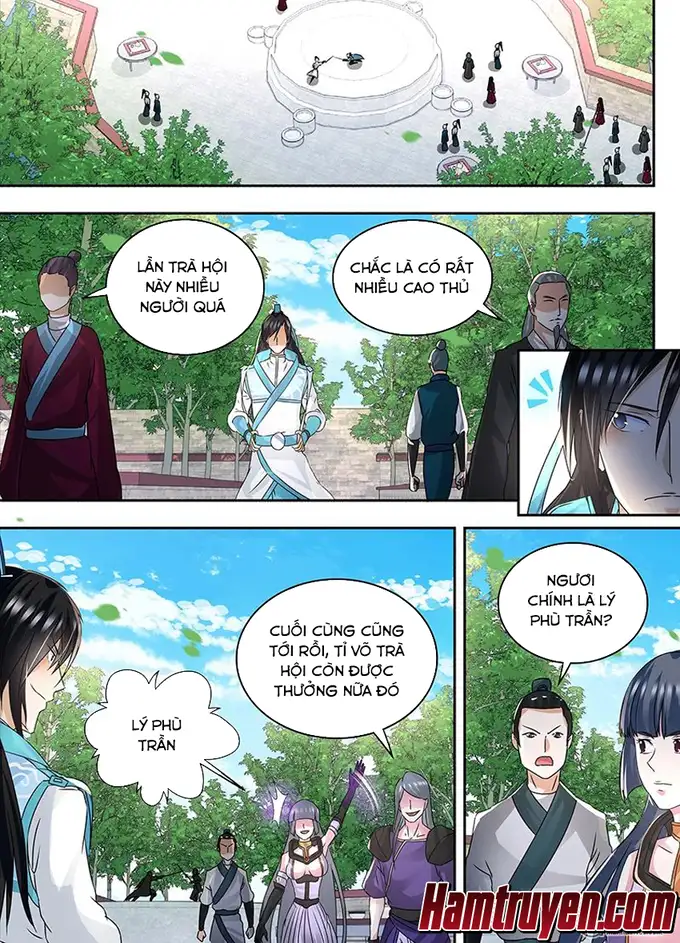 LẦN TRÀ HỘI
NÀY NHIỀU
NGƯỜI QUÁ
CHẮC LÀ CÓ RẤT
NHIỀU CAO THỦ
LÝ PHÙ
TRẦN
CUỐI CÙNG CŨNG
TỚI RỒI, TỈ VÕ TRÀ
HỘI CÒN ĐƯỢC
THƯỞNG NỮA ĐÓ
NGƯƠI
CHÍNH LÀ LÝ
PHÙ TRẦN?
Hamtruyen.com